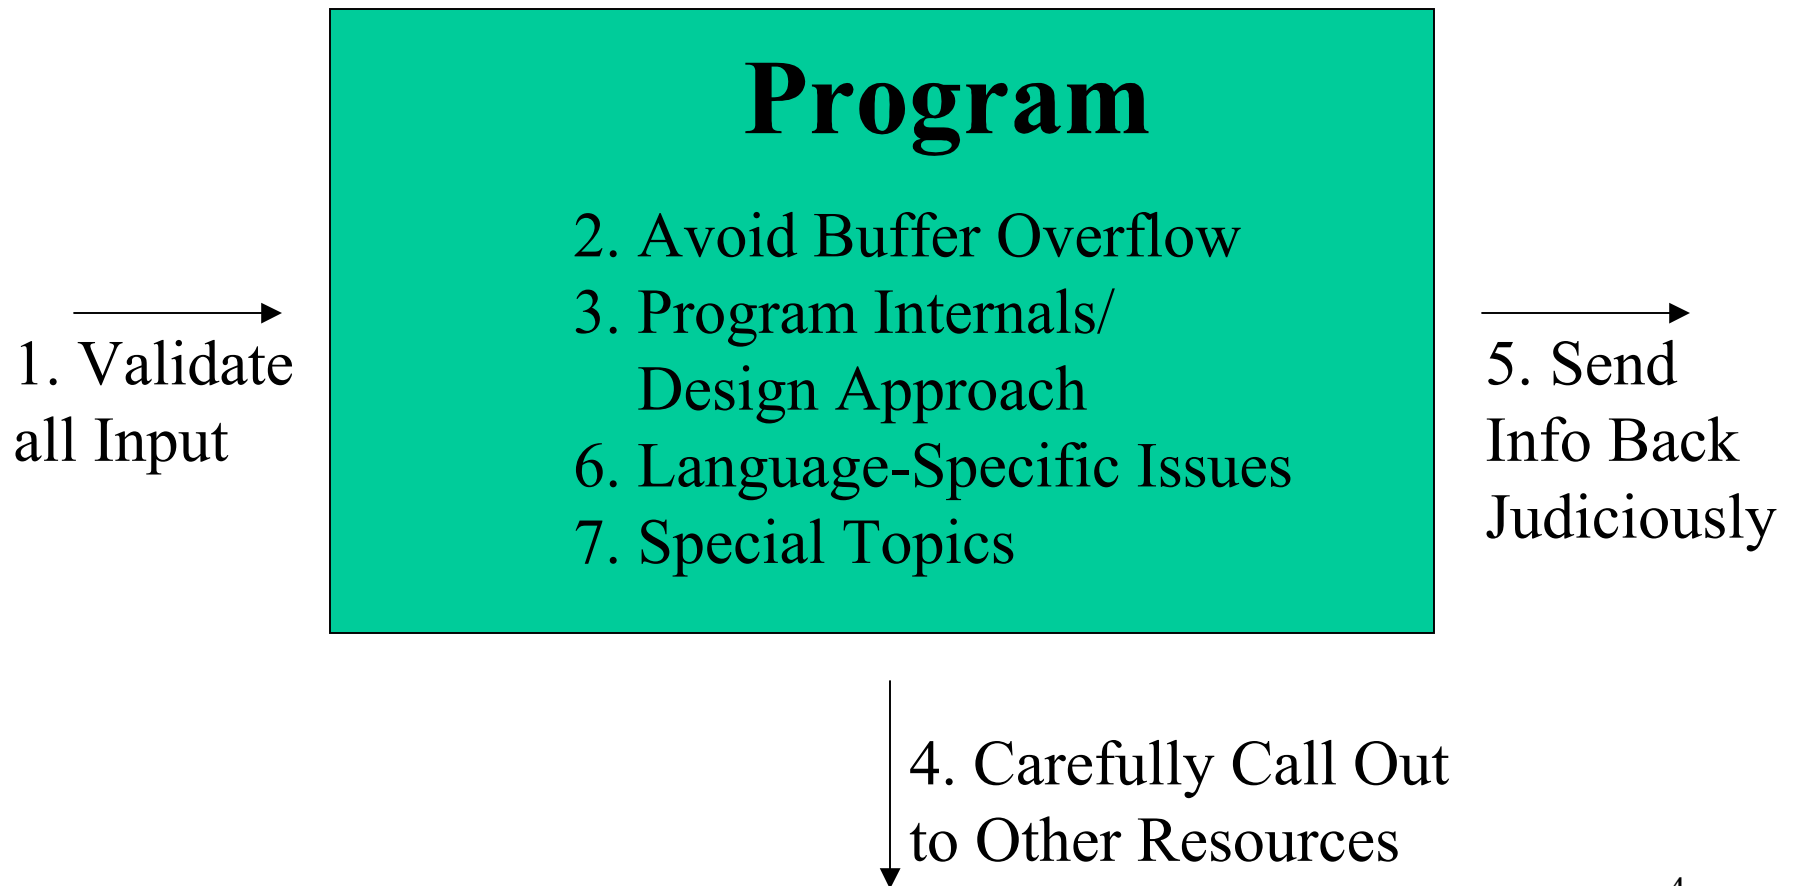 Program
2. Avoid Buffer Overflow
3. Program Internals/
Design Approach
6. Language-Specific Issues
7. Special Topics
1. Validate
all Input
5. Send
Info Back
Judiciously
4. Carefully Call Out
to Other Resources
4